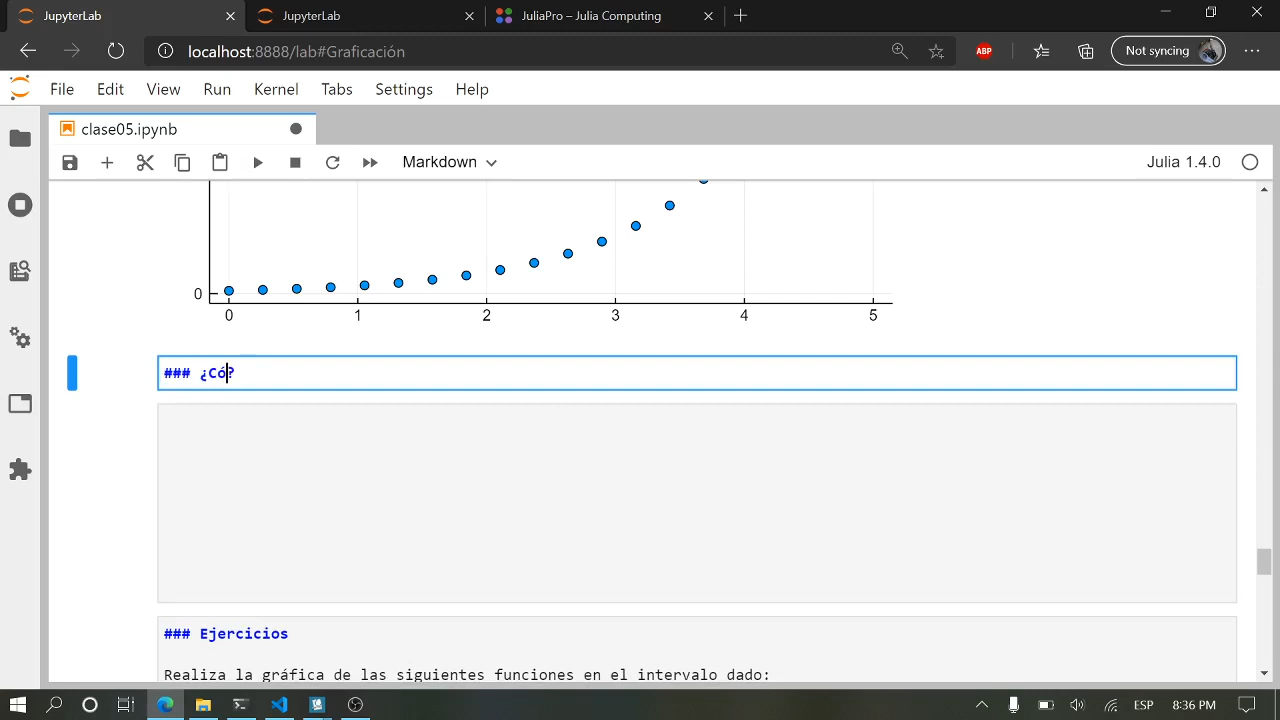 JupyterLab
JupyterLab
JuliaPro – Julia Computing
localhost:8888/lab#Graficación
ABP
Not syncing
File Edit View Run Kernel Tabs Settings Help
clase05.ipynb
Markdown
Julia 1.4.0
0
0 1 2 3 4 5
### ¿Có?
### Ejercicios
Realiza la gráfica de las siguientes funciones en el intervalo dado:
ESP
8:36 PM